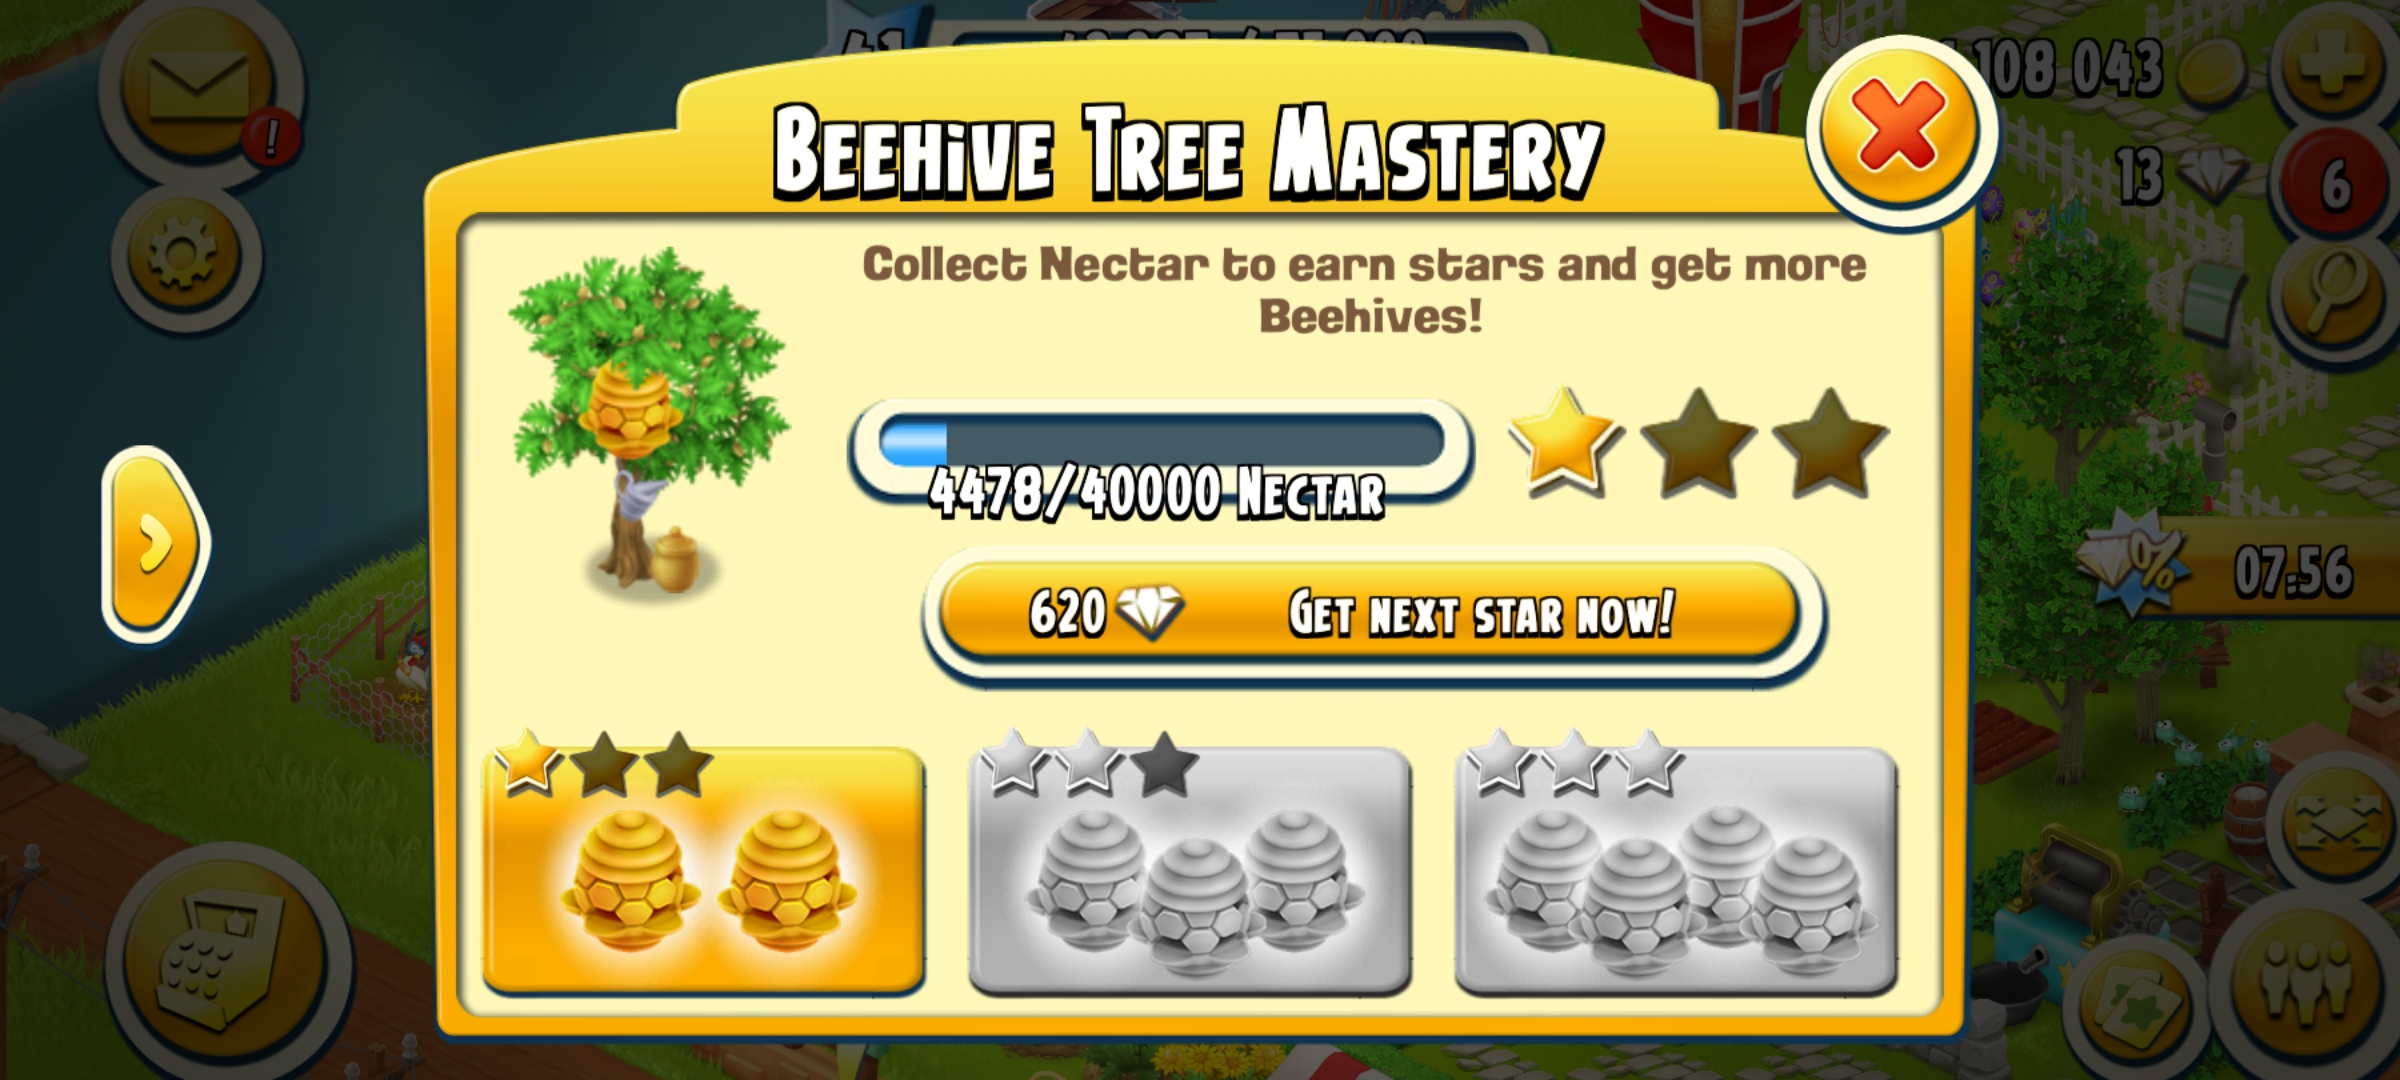 41
!
108 043
BEEHIVE TREE MASTERY
13
6
Collect Nectar to earn stars and get more
Beehives!
4478/40000 NECTAR
%
07:56
620 GET NEXT STAR NOW!